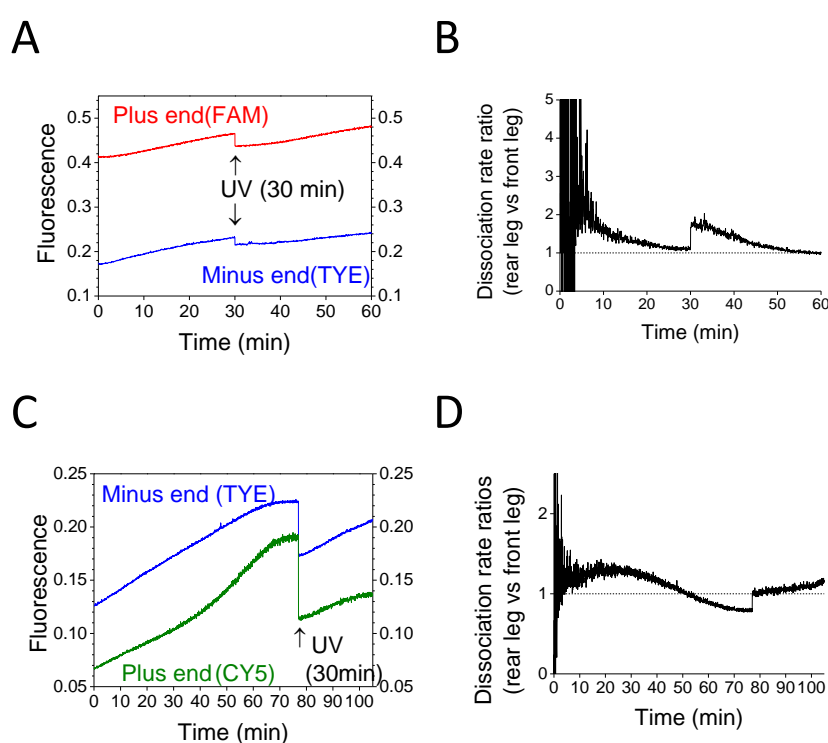 A
Fluorescence
0.5
0.4
0.3
0.2
0.1
Plus end(FAM)
UV (30 min)
Minus end(TYE)
0.5
0.4
0.3
0.2
0.1
0 10 20 30 40 50 60
Time (min)
B
Dissociation rate ratio
(rear leg vs front leg)
5
4
3
2
1
0
0 10 20 30 40 50 60
Time (min)
C
Fluorescence
0.25
0.20
0.15
0.10
0.05
Minus end (TYE)
↑ UV
Plus end(CY5) (30min)
0.25
0.20
0.15
0.10
0.05
0 10 20 30 40 50 60 70 80 90 100
Time (min)
D
Dissociation rate ratios
(rear leg vs front leg)
2
1
0
0 10 20 30 40 50 60 70 80 90 100
Time (min)